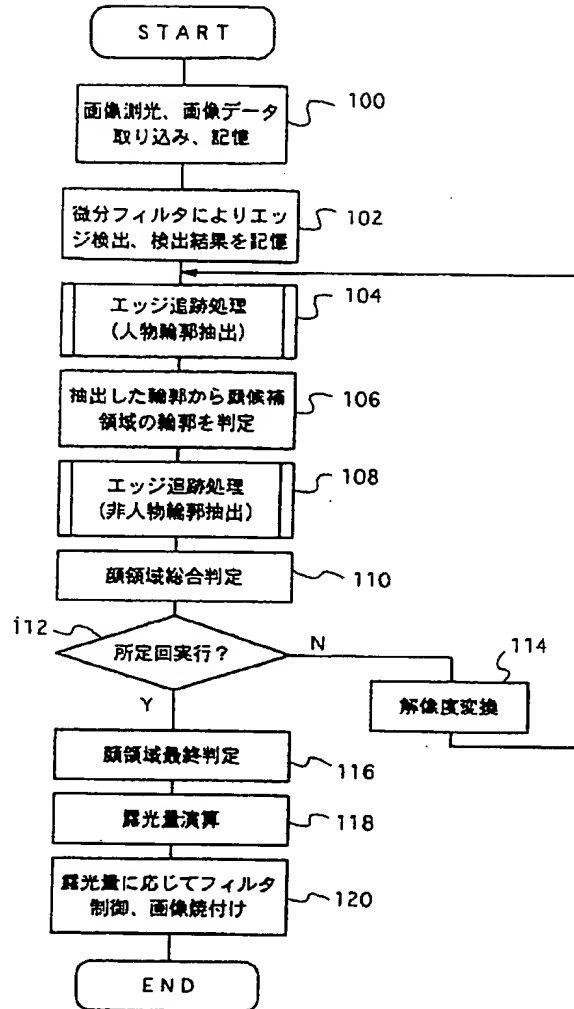 START
画像測光、画像データ
取り込み、記憶
100
微分フィルタによりエッ
ジ検出、検出結果を記憶
102
エッジ追跡処理
(人物輪郭抽出)
104
抽出した輪郭から顔候補
領域の輪郭を判定
106
エッジ追跡処理
(非人物輪郭抽出)
108
顔領域総合判定
110
112
所定回実行?
N
Y
114
解像度変換
顔領域最終判定
116
露光量演算
118
露光量に応じてフィルタ
制御、画像焼付け
120
END